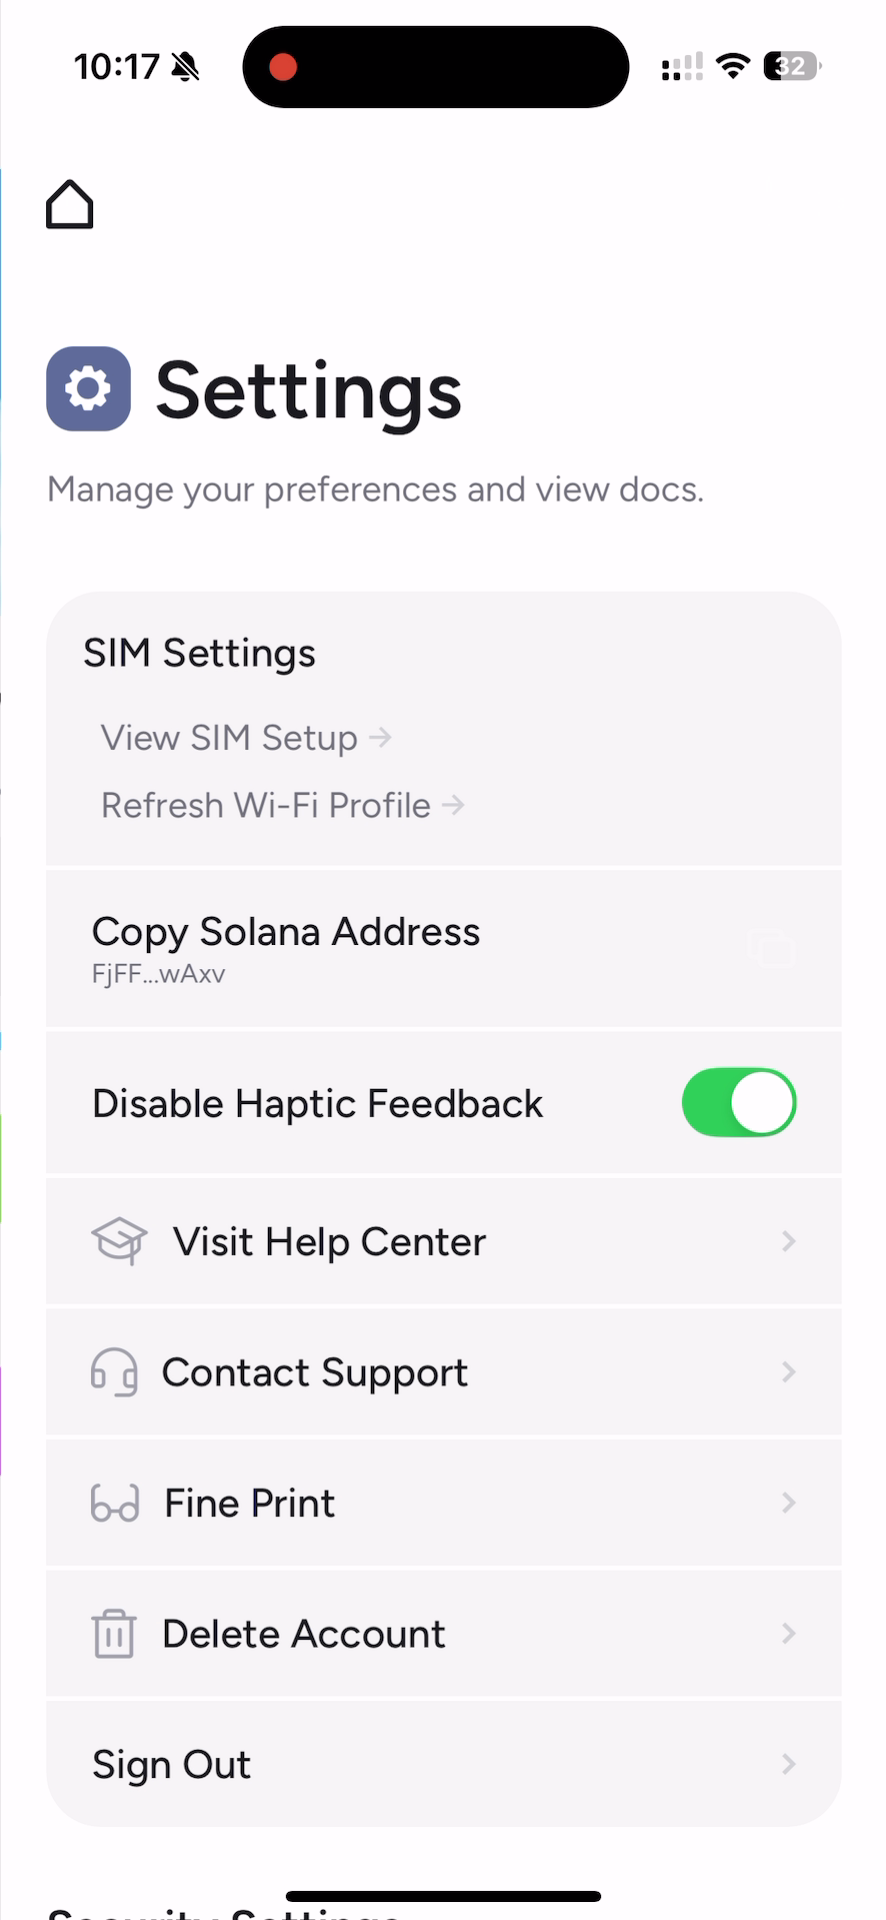 10:17
32
Settings
Manage your preferences and view docs.
SIM Settings
View SIM Setup →
Refresh Wi-Fi Profile →
Copy Solana Address
FjFF...wAxv
Disable Haptic Feedback
Visit Help Center
Contact Support
Fine Print
Delete Account
Sign Out
Security Settings